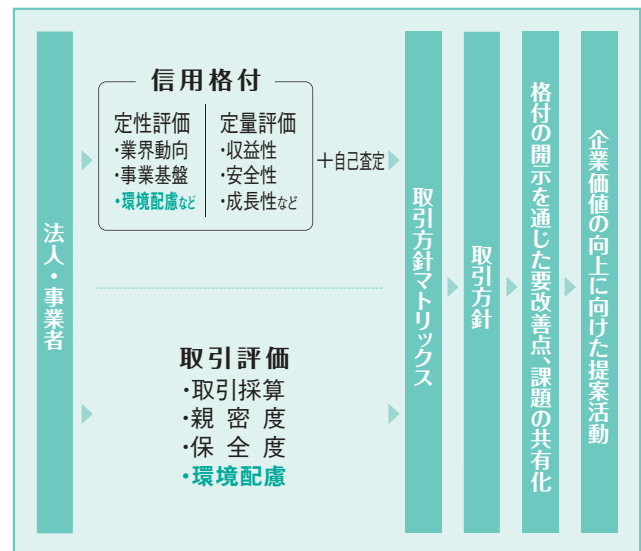 法人・事業者
信用格付
定性評価
・業界動向
・事業基盤
・環境配慮など
定量評価
・収益性
・安全性
・成長性など
＋自己査定
取引評価
・取引採算
・親密度
・保全度
・環境配慮
取引方針マトリックス
取引方針
格付の開示を通じた要改善点、課題の共有化
企業価値の向上に向けた提案活動